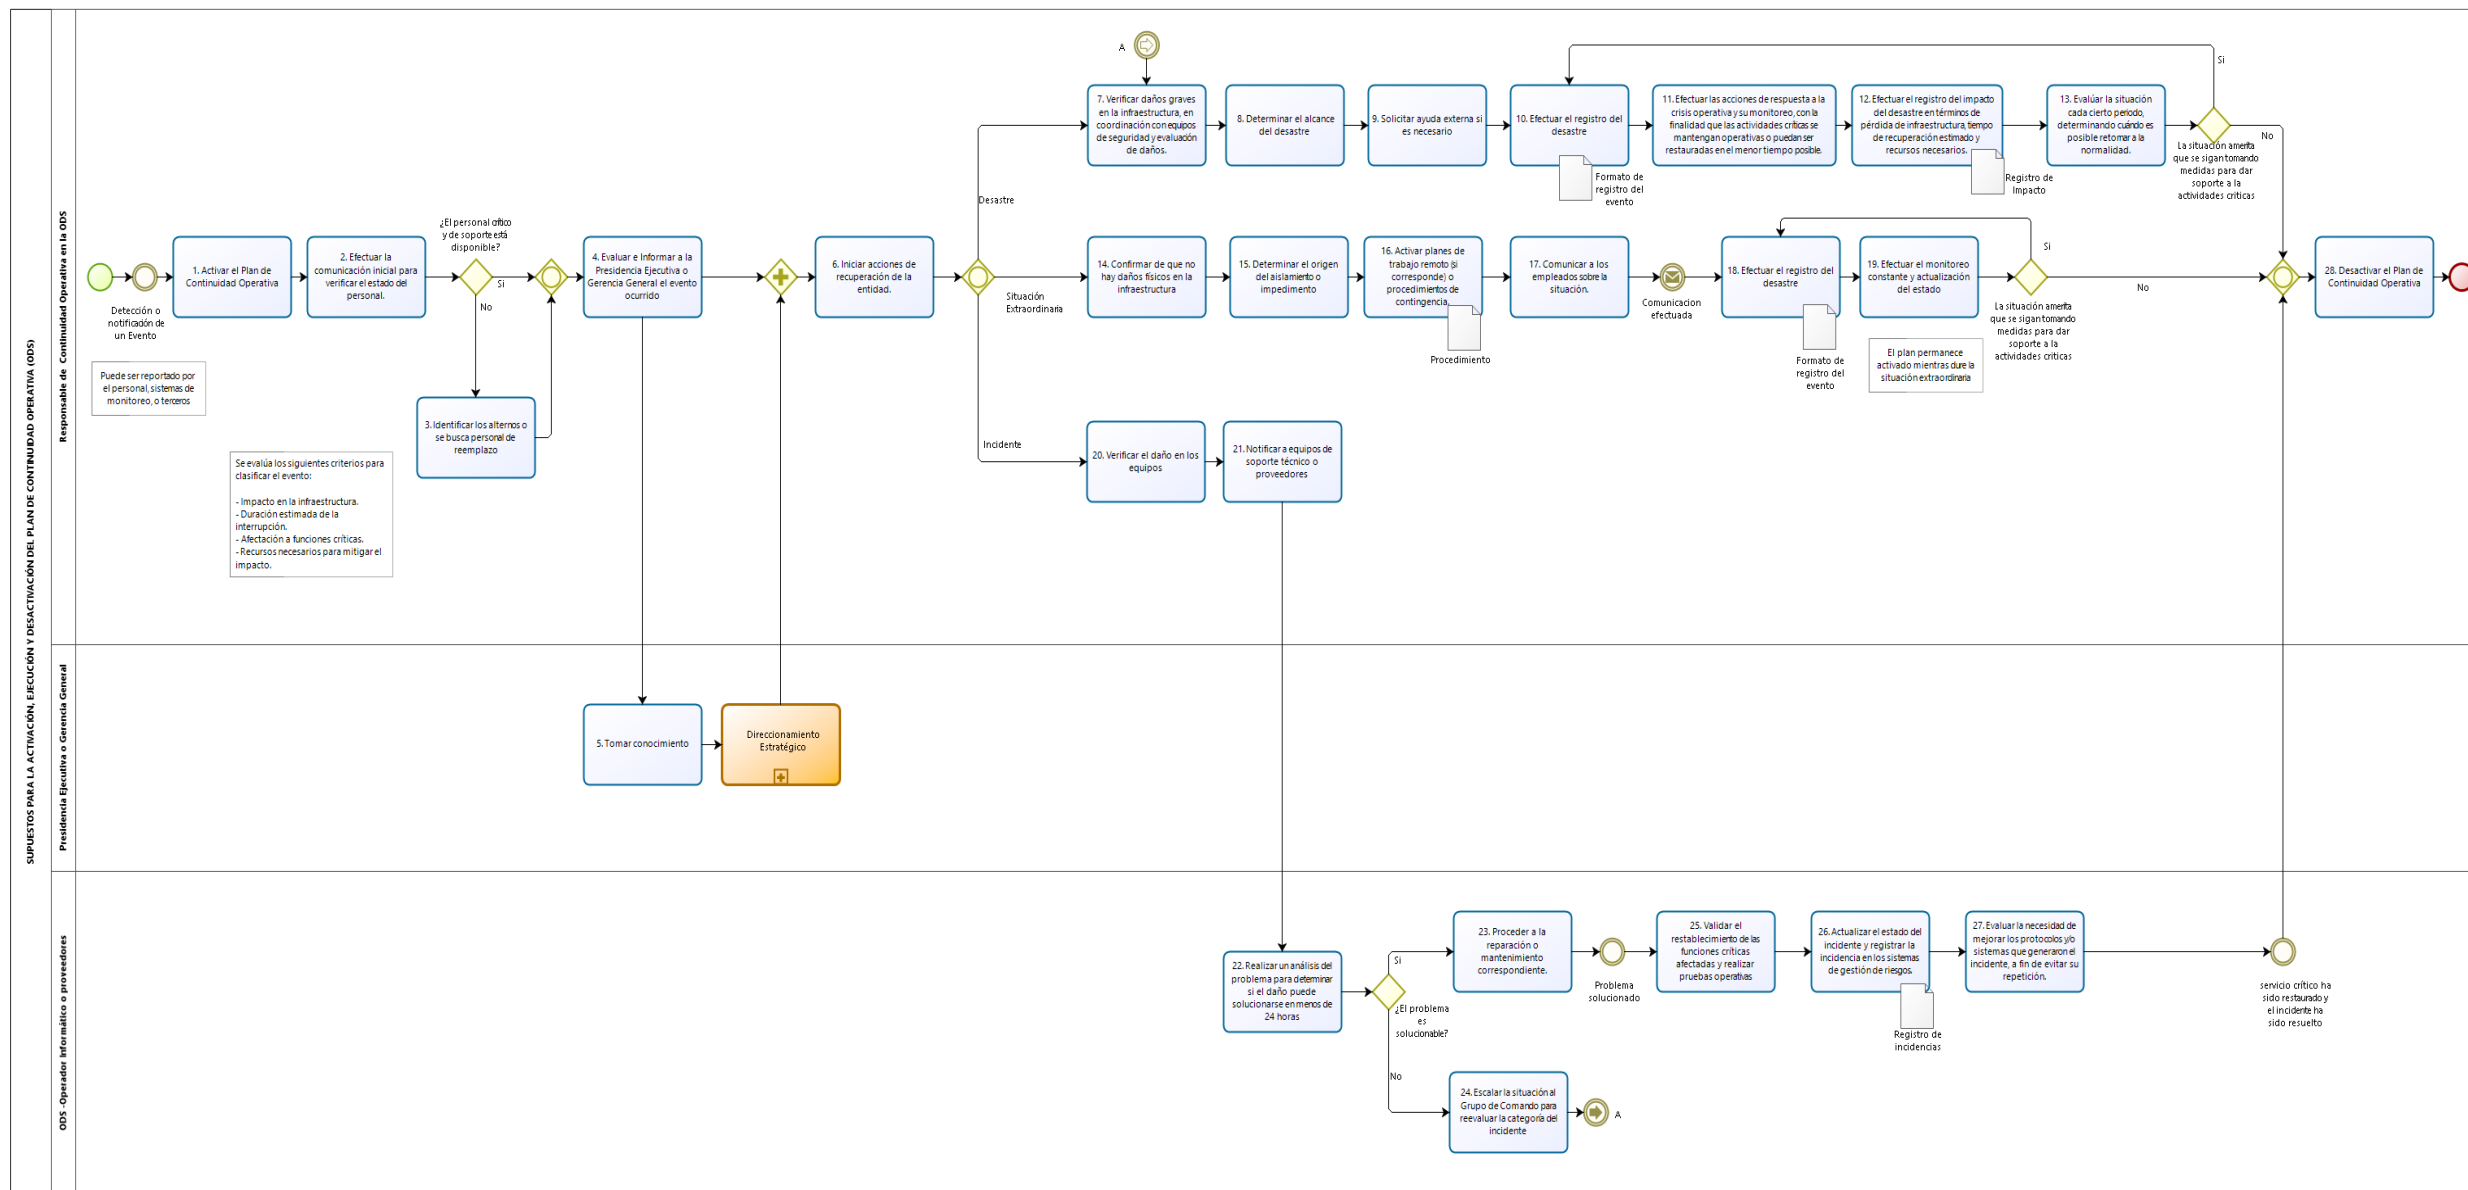 SUPUESTOS PARA LA ACTIVACIÓN, EJECUCIÓN Y DESACTIVACIÓN DEL PLAN DE CONTINUIDAD OPERATIVA (ODS)
Responsable de Continuidad Operativa en la ODS
Detección o
notificación de
un Evento
Puede ser reportado por
el personal, sistemas de
monitoreo, o terceros
1. Activar el Plan de
Continuidad Operativa
2. Efectuar la
comunicación inicial para
verificar el estado del
personal.
¿El personal crítico
y de soporte está
disponible?
Si
No
3. Identificar los alternos o
se busca personal de
reemplazo
Se evalúa los siguientes criterios para
clasificar el evento:
- Impacto en la infraestructura.
- Duración estimada de la
interrupción.
- Afectación a funciones críticas.
- Recursos necesarios para mitigar el
impacto.
4. Evaluar e Informar a la
Presidencia Ejecutiva o
Gerencia General el evento
ocurrido
6. Iniciar acciones de
recuperación de la
entidad.
Desastre
Situación
Extraordinaria
Incidente
A
7. Verificar daños graves
en la infraestructura, en
coordinación con equipos
de seguridad y evaluación
de daños.
8. Determinar el alcance
del desastre
9. Solicitar ayuda externa si
es necesario
10. Efectuar el registro del
desastre
Formato de
registro del
evento
11. Efectuar las acciones de respuesta a la
crisis operativa y su monitoreo, con la
finalidad que las actividades críticas se
mantengan operativas o puedan ser
restauradas en el menor tiempo posible.
12. Efectuar el registro del impacto
del desastre en términos de
pérdida de infraestructura, tiempo
de recuperación estimado y
recursos necesarios.
Registro de
Impacto
13. Evalúar la situación
cada cierto periodo,
determinando cuándo es
posible retomar a la
normalidad.
Si
No
La situación amerita
que se sigan tomando
medidas para dar
soporte a la
actividades criticas
14. Confirmar de que no
hay daños físicos en la
infraestructura
15. Determinar el origen
del aislamiento o
impedimento
16. Activar planes de
trabajo remoto (si
corresponde) o
procedimientos de
contingencia.
Procedimiento
17. Comunicar a los
empleados sobre la
situación.
Comunicacion
efectuada
18. Efectuar el registro del
desastre
Formato de
registro del
evento
19. Efectuar el monitoreo
constante y actualización
del estado
El plan permanece
activado mientras dure la
situación extraordinaria
Si
No
La situación amerita
que se sigan tomando
medidas para dar
soporte a la
actividades criticas
28. Desactivar el Plan de
Continuidad Operativa
20. Verificar el daño en los
equipos
21. Notificar a equipos de
soporte técnico o
proveedores
Presidencia Ejecutiva o Gerencia General
5. Tomar conocimiento
Direccionamiento
Estratégico
ODS -Operador Informático o proveedores
22. Realizar un análisis del
problema para determinar
si el daño puede
solucionarse en menos de
24 horas
Si
¿El problema
es
solucionable?
No
23. Proceder a la
reparación o
mantenimiento
correspondiente.
Problema
solucionado
25. Validar el
restablecimiento de las
funciones críticas
afectadas y realizar
pruebas operativas
26. Actualizar el estado del
incidente y registrar la
incidencia en los sistemas
de gestión de riesgos.
Registro de
incidencias
27. Evaluar la necesidad de
mejorar los protocolos y/o
sistemas que generaron el
incidente, a fin de evitar su
repetición.
servicio crítico ha
sido restaurado y
el incidente ha
sido resuelto
24. Escalar la situación al
Grupo de Comando para
reevaluar la categoría del
incidente
A